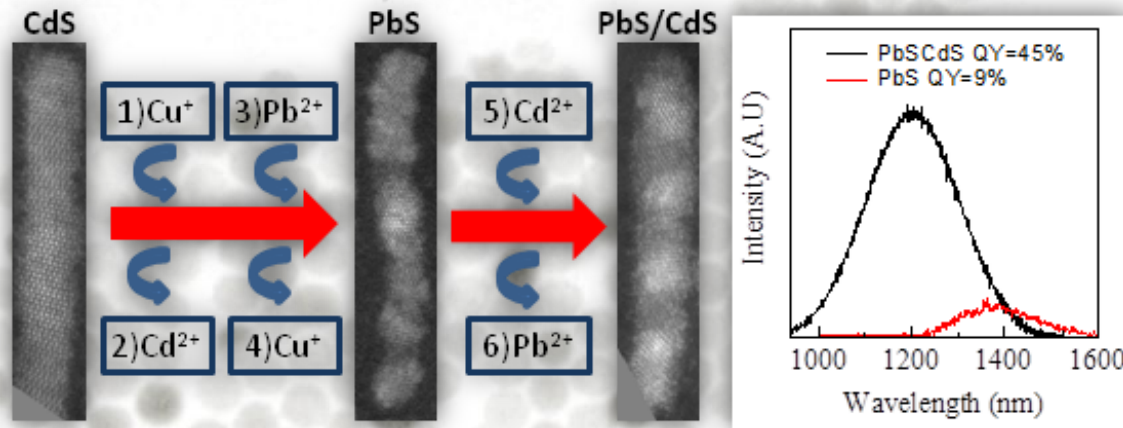 CdS
PbS
PbS/CdS
1)Cu⁺
3)Pb²⁺
5)Cd²⁺
2)Cd²⁺
4)Cu⁺
6)Pb²⁺
PbSCdS QY=45%
PbS QY=9%
Intensity (A.U)
1000 1200 1400 1600
Wavelength (nm)